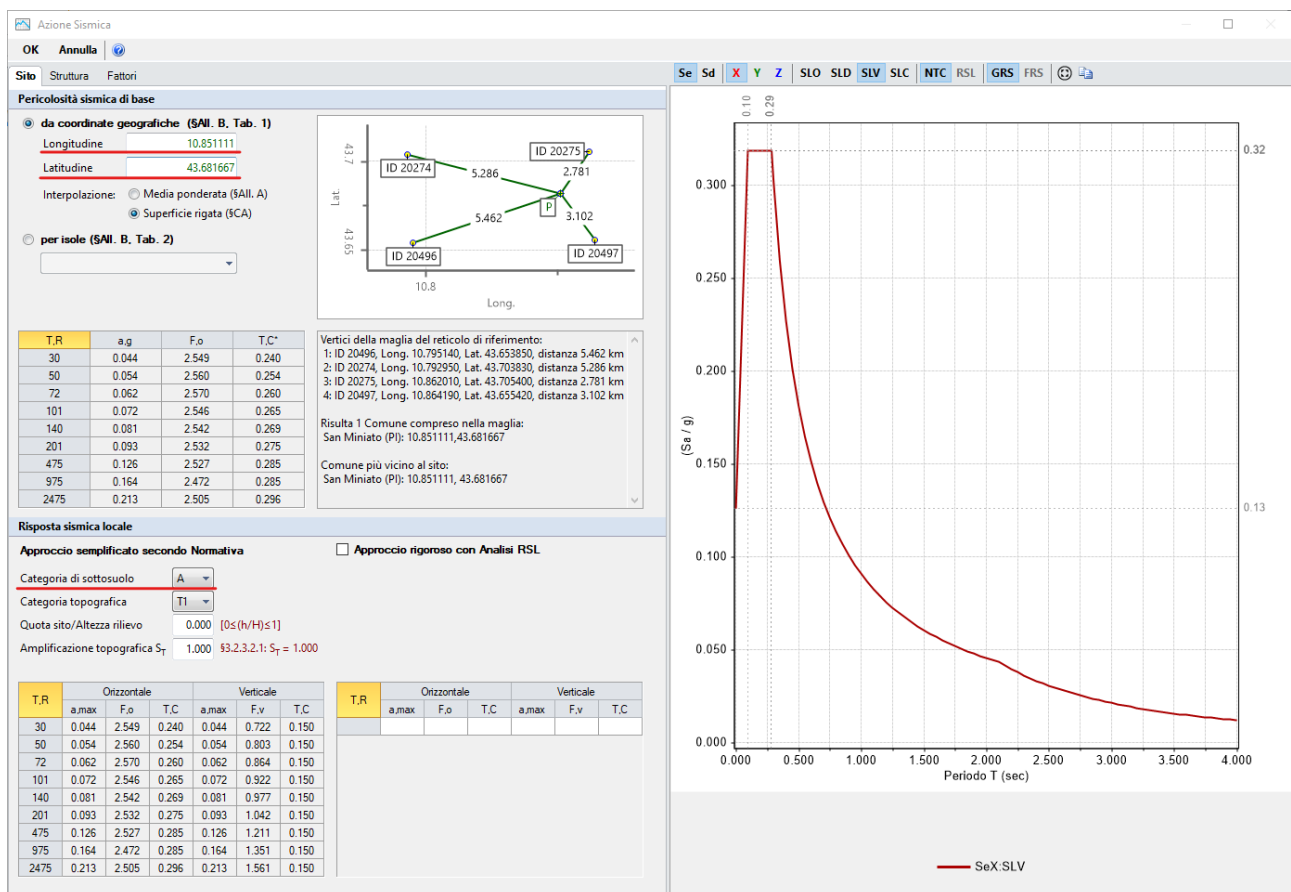 Azione Sismica
OK Annulla
Sito Struttura Fattori
Pericolosità sismica di base
da coordinate geografiche (§All. B, Tab. 1)
Longitudine 10.851111
Latitudine 43.681667
Interpolazione: Media ponderata (§All. A)
Superficie rigata (§CA)
per isole (§All. B, Tab. 2)
Lat.
43.7
43.65
ID 20274
ID 20275
5.286
2.781
P
5.462
3.102
ID 20496
ID 20497
10.8
Long.
T,R a,g F,o T,C*
30 0.044 2.549 0.240
50 0.054 2.560 0.254
72 0.062 2.570 0.260
101 0.072 2.546 0.265
140 0.081 2.542 0.269
201 0.093 2.532 0.275
475 0.126 2.527 0.285
975 0.164 2.472 0.285
2475 0.213 2.505 0.296
Vertici della maglia del reticolo di riferimento:
1: ID 20496, Long. 10.795140, Lat. 43.653850, distanza 5.462 km
2: ID 20274, Long. 10.792950, Lat. 43.703830, distanza 5.286 km
3: ID 20275, Long. 10.862010, Lat. 43.705400, distanza 2.781 km
4: ID 20497, Long. 10.864190, Lat. 43.655420, distanza 3.102 km
Risulta 1 Comune compreso nella maglia:
San Miniato (PI): 10.851111,43.681667
Comune più vicino al sito:
San Miniato (PI): 10.851111, 43.681667
Risposta sismica locale
Approccio semplificato secondo Normativa
Approccio rigoroso con Analisi RSL
Categoria di sottosuolo A
Categoria topografica T1
Quota sito/Altezza rilievo 0.000 [0≤(h/H)≤1]
Amplificazione topografica ST 1.000 §3.2.3.2.1: ST = 1.000
T,R Orizzontale Verticale
a,max F,o T,C a,max F,v T,C
30 0.044 2.549 0.240 0.044 0.722 0.150
50 0.054 2.560 0.254 0.054 0.803 0.150
72 0.062 2.570 0.260 0.062 0.864 0.150
101 0.072 2.546 0.265 0.072 0.922 0.150
140 0.081 2.542 0.269 0.081 0.977 0.150
201 0.093 2.532 0.275 0.093 1.042 0.150
475 0.126 2.527 0.285 0.126 1.211 0.150
975 0.164 2.472 0.285 0.164 1.351 0.150
2475 0.213 2.505 0.296 0.213 1.561 0.150
T,R Orizzontale Verticale
a,max F,o T,C a,max F,v T,C
Se Sd X Y Z SLO SLD SLV SLC NTC RSL GRS FRS
0.10 0.29
0.32
0.13
(Sa / g)
0.300
0.250
0.200
0.150
0.100
0.050
0.000
0.000 0.500 1.000 1.500 2.000 2.500 3.000 3.500 4.000
Periodo T (sec)
SeX:SLV